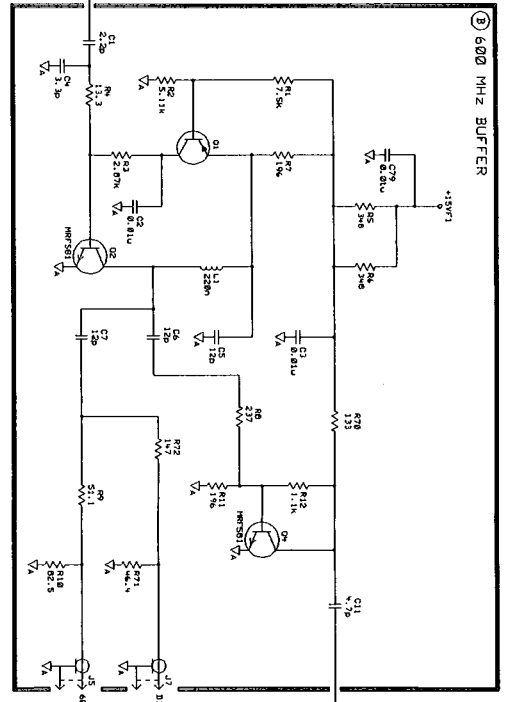 B 600 MHz BUFFER
+15VF1
C79
0.01u
A
R5
348
R6
348
R1
7.5K
R2
5.11K
A
Q1
R7
196
C1
2.2p
C4
3.3p
A
R4
13.3
R3
2.87K
C2
0.01u
A
Q2
MRF581
A
L1
220n
C5
12p
A
C3
0.01u
A
C6
12p
C7
12p
R8
237
R70
133
R12
1.1K
R11
196
A
Q4
MRF581
A
C11
4.7p
R72
147
R9
51.1
R71
46.4
A
R10
82.5
A
J7
A
J5
A